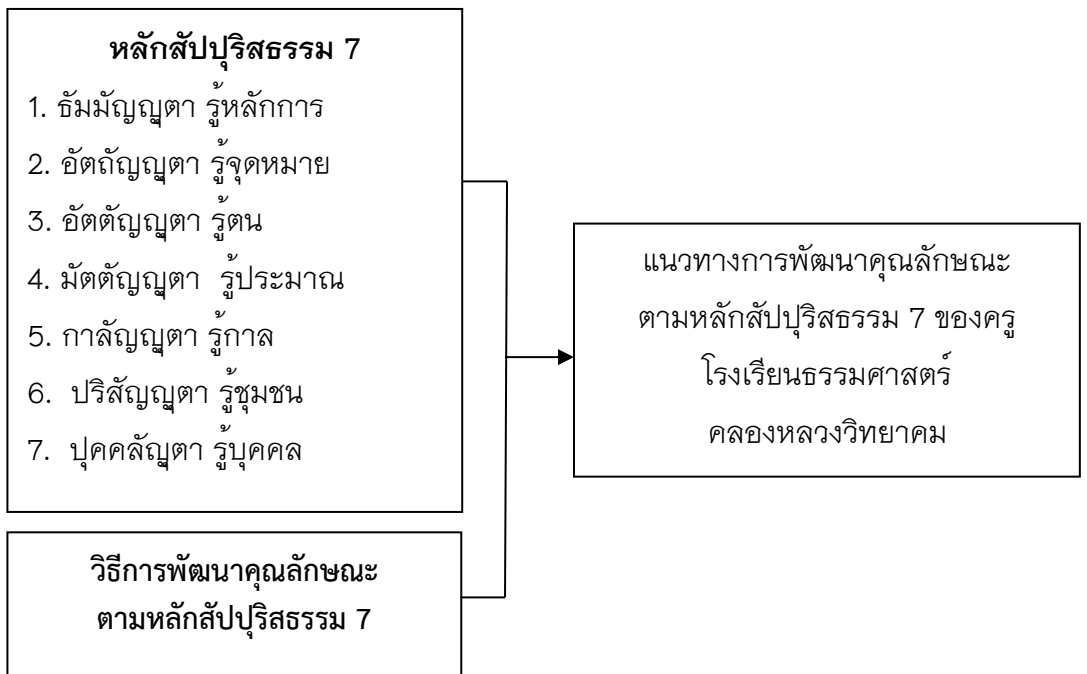 หลักสัปปุริสธรรม 7
1. ธัมมัญญุตา รู้หลักการ
2. อัตถัญญุตา รู้จุดหมาย
3. อัตตัญญุตา รู้ตน
4. มัตตัญญุตา รู้ประมาณ
5. กาลัญญุตา รู้กาล
6. ปริสัญญุตา รู้ชุมชน
7. ปุคคลัญุตา รู้บุคคล
วิธีการพัฒนาคุณลักษณะ
ตามหลักสัปปุริสธรรม 7
แนวทางการพัฒนาคุณลักษณะ
ตามหลักสัปปุริสธรรม 7 ของครู
โรงเรียนธรรมศาสตร์
คลองหลวงวิทยาคม